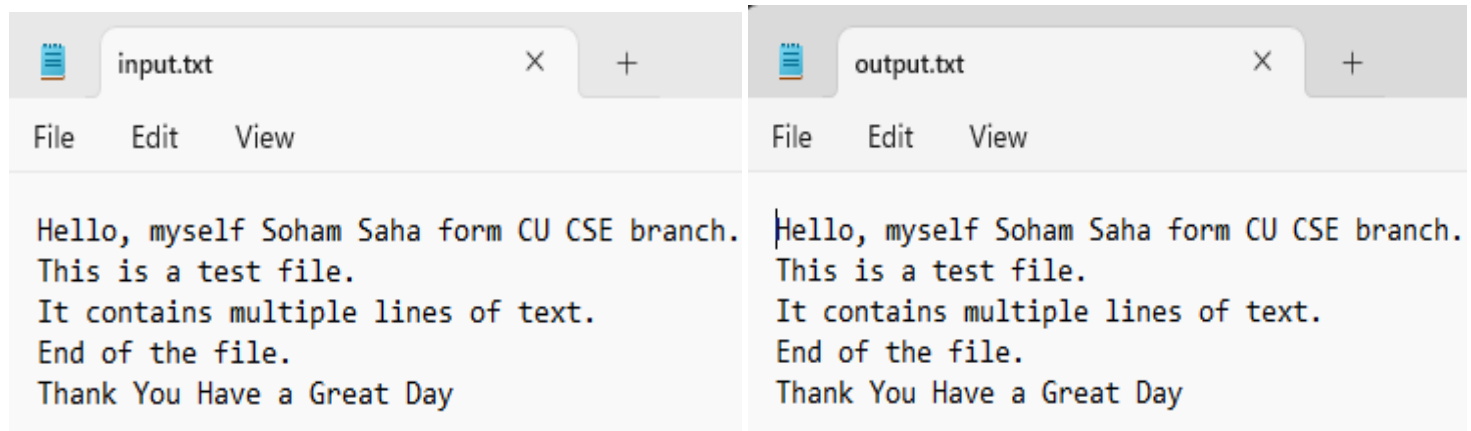 input.txt
File Edit View
Hello, myself Soham Saha form CU CSE branch.
This is a test file.
It contains multiple lines of text.
End of the file.
Thank You Have a Great Day
output.txt
File Edit View
Hello, myself Soham Saha form CU CSE branch.
This is a test file.
It contains multiple lines of text.
End of the file.
Thank You Have a Great Day